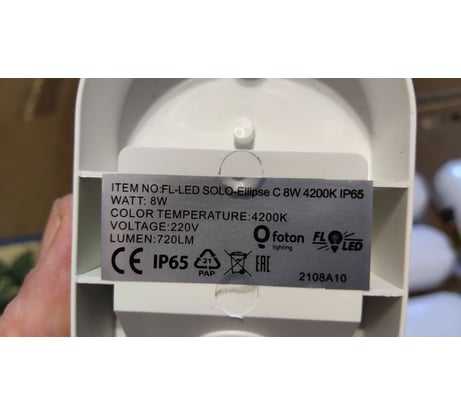 ITEM NO:FL-LED SOLO-Ellipse C 8W 4200K IP65
WATT: 8W
COLOR TEMPERATURE:4200K
VOLTAGE:220V
LUMEN:720LM
foton
lighting
FL LED
CE IP65 21 PAP EAC
2108A10